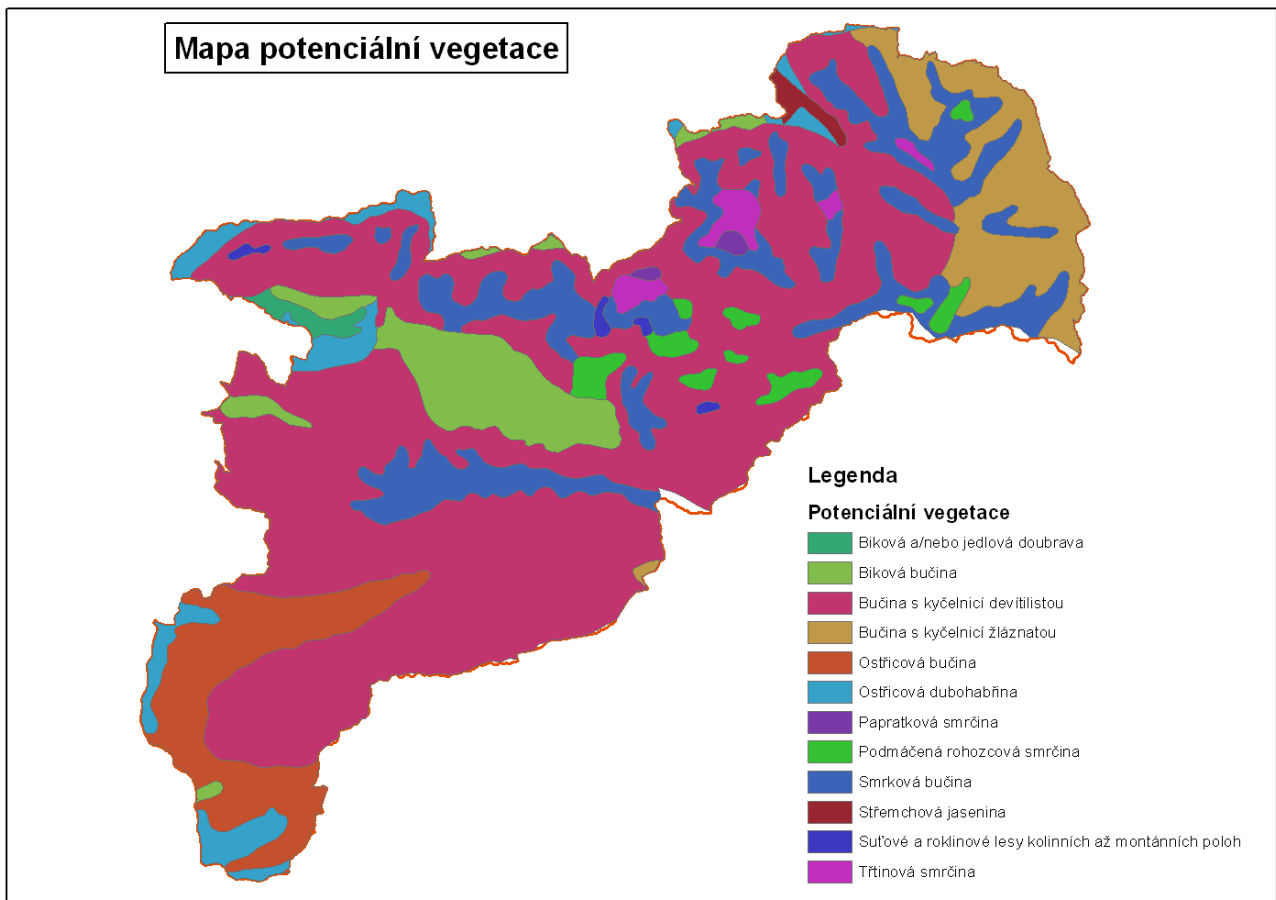 Mapa potenciální vegetace
Legenda
Potenciální vegetace
Biková a/nebo jedlová doubrava
Biková bučina
Bučina s kyčelnicí devítilistou
Bučina s kyčelnicí žláznatou
Ostřicová bučina
Ostřicová dubohabřina
Papratková smrčina
Podmáčená rohozcová smrčina
Smrková bučina
Střemchová jasenina
Suťové a roklinové lesy kolinních až montánních poloh
Třtinová smrčina